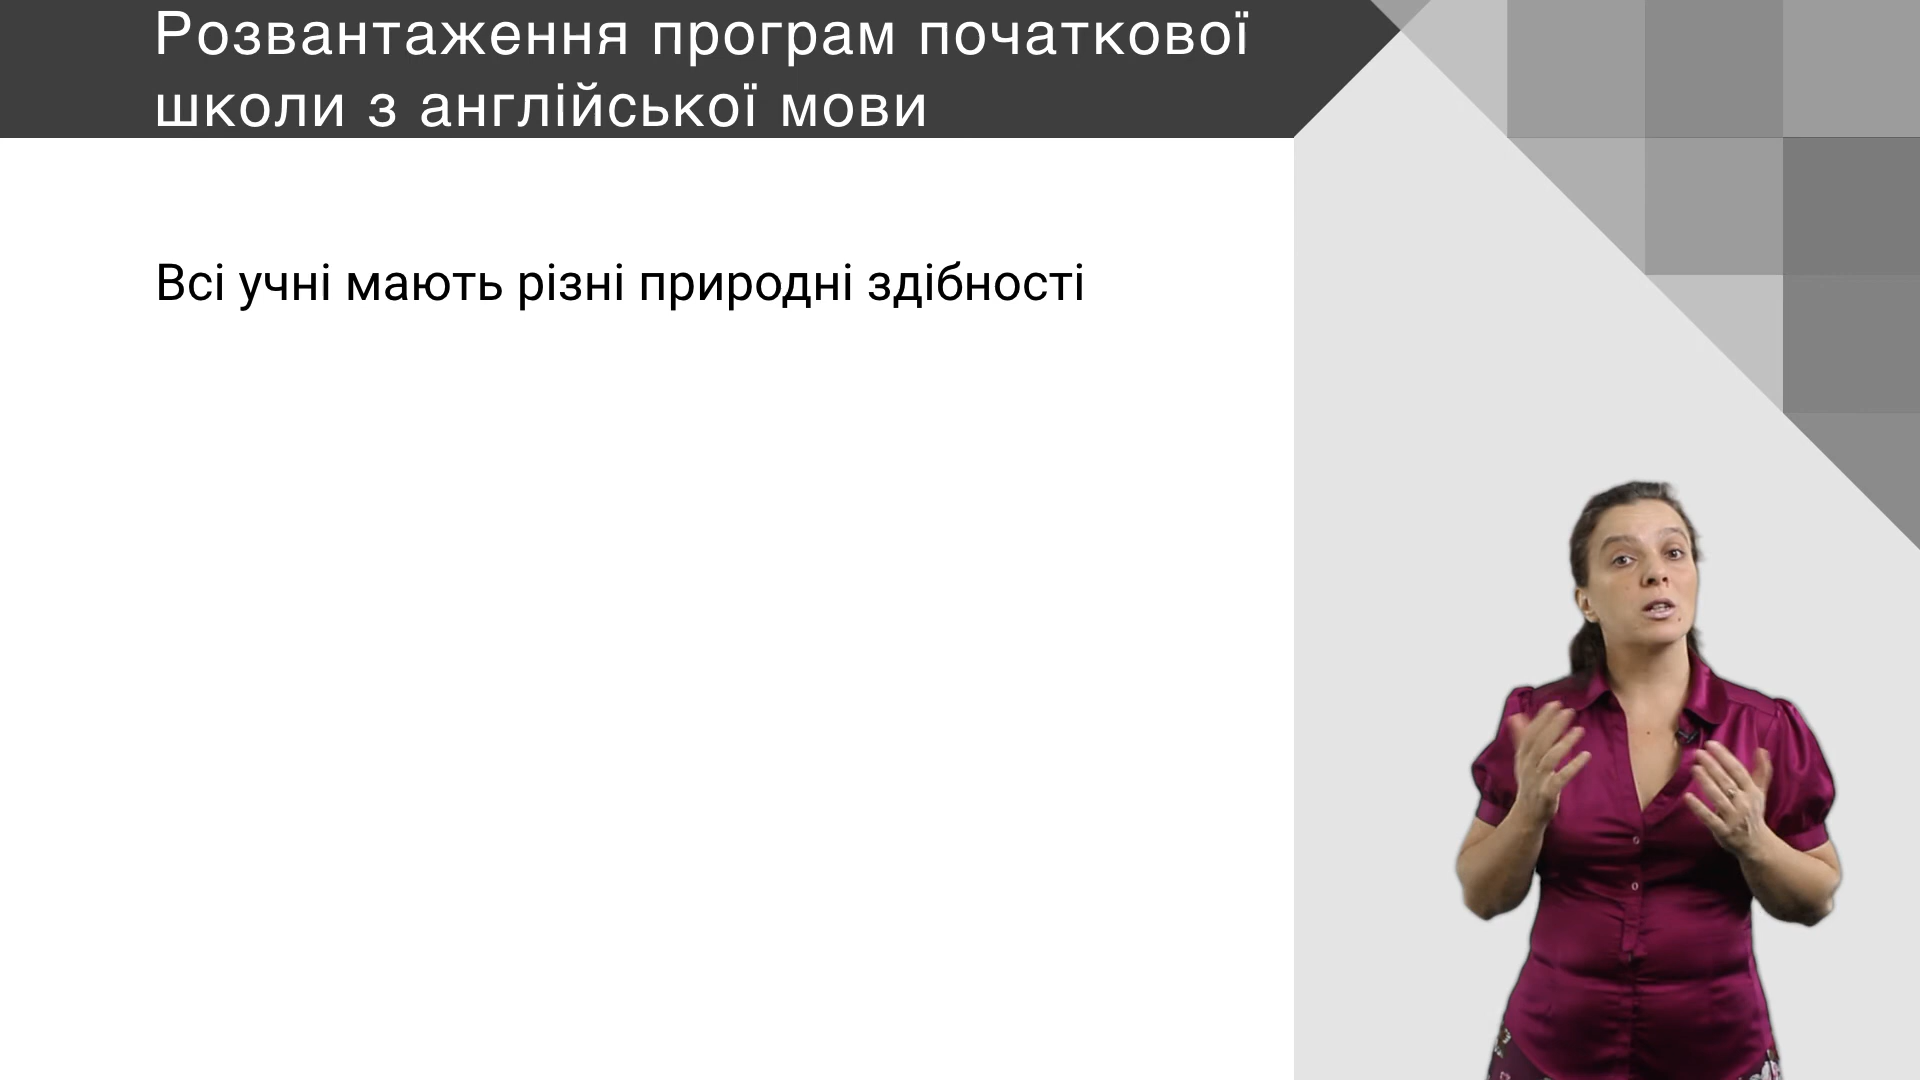 Розвантаження програм початкової
школи з англійської мови
Всі учні мають різні природні здібності